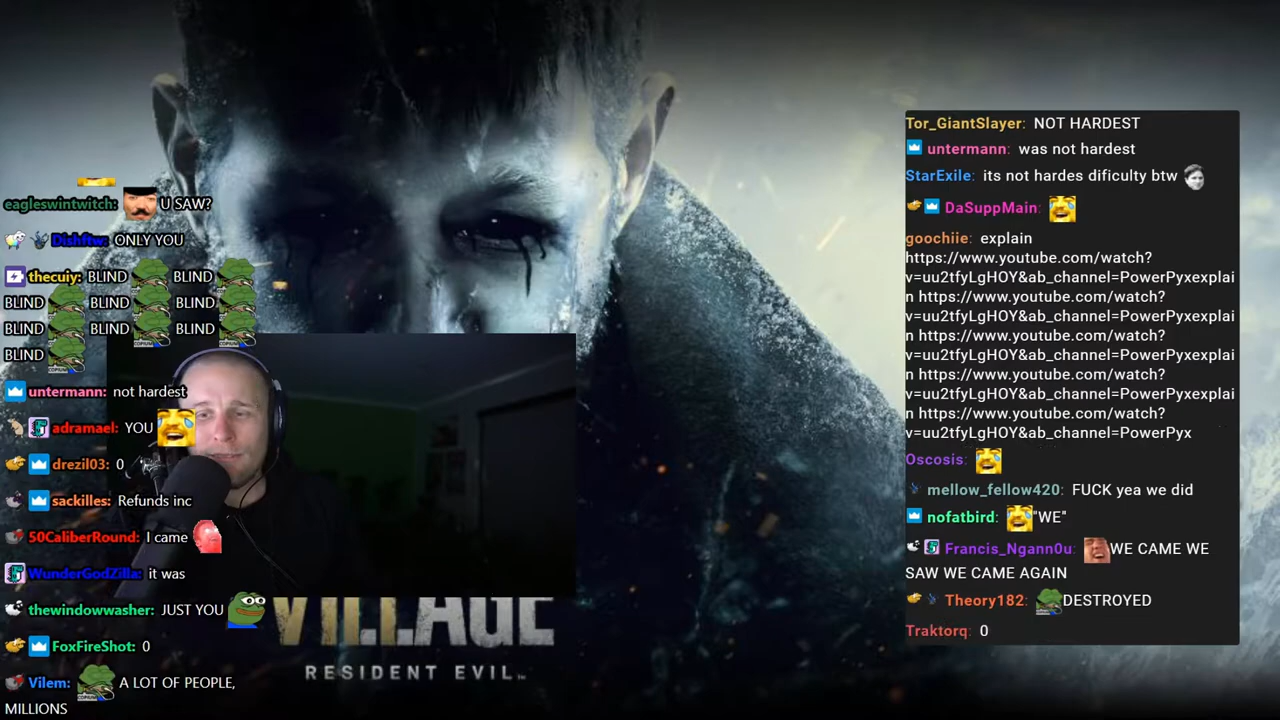 eagleswintwitch: U SAW?
Dishftw: ONLY YOU
thecuiy: BLIND BLIND
BLIND BLIND BLIND
BLIND BLIND BLIND
BLIND
untermann: not hardest
adramael: YOU
drezil03: 0
sackilles: Refunds inc
50CaliberRound: I came
WunderGodZilla: it was
thewindowwasher: JUST YOU
FoxFireShot: 0
Vilem: A LOT OF PEOPLE,
MILLIONS
VILLAGE
RESIDENT EVIL
Tor_GiantSlayer: NOT HARDEST
untermann: was not hardest
StarExile: its not hardes dificulty btw
DaSuppMain:
goochiie: explain
https://www.youtube.com/watch?
v=uu2tfyLgHOY&ab_channel=PowerPyxexplai
n https://www.youtube.com/watch?
v=uu2tfyLgHOY&ab_channel=PowerPyxexplai
n https://www.youtube.com/watch?
v=uu2tfyLgHOY&ab_channel=PowerPyxexplai
n https://www.youtube.com/watch?
v=uu2tfyLgHOY&ab_channel=PowerPyxexplai
n https://www.youtube.com/watch?
v=uu2tfyLgHOY&ab_channel=PowerPyx
Oscosis:
mellow_fellow420: FUCK yea we did
nofatbird: "WE"
Francis_Ngann0u: WE CAME WE
SAW WE CAME AGAIN
Theory182: DESTROYED
Traktorq: 0